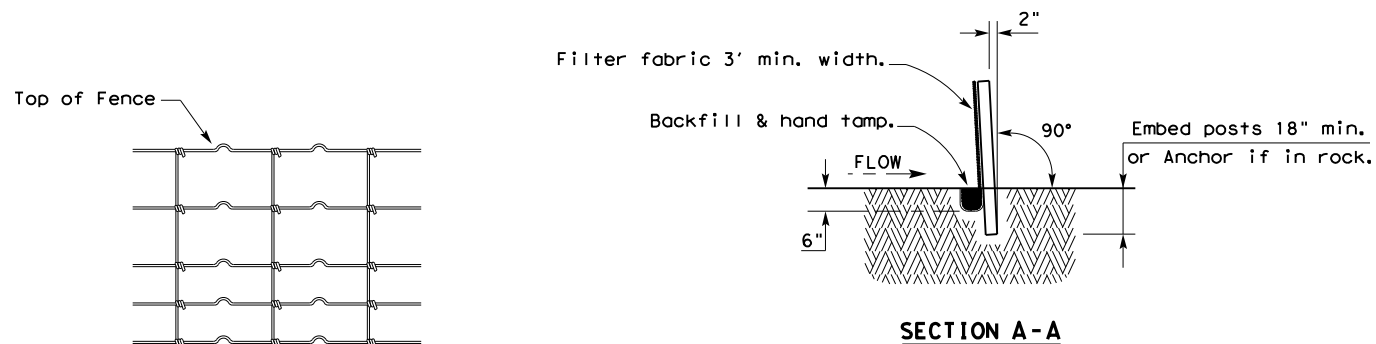 Top of Fence
2"
Filter fabric 3' min. width.
Backfill & hand tamp.
90°
Embed posts 18" min.
or Anchor if in rock.
FLOW
6"
SECTION A-A